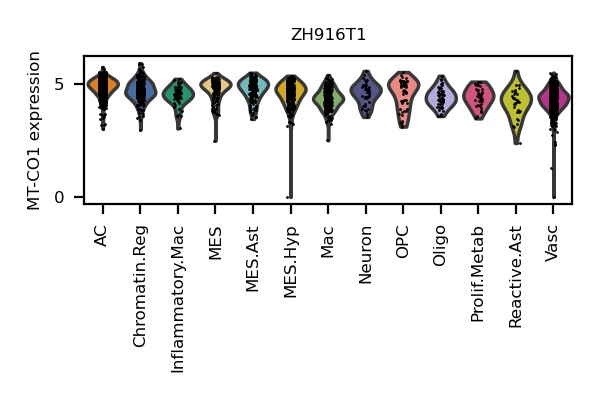 ZH916T1
MT-CO1 expression
5
0
AC
Chromatin.Reg
Inflammatory.Mac
MES
MES.Ast
MES.Hyp
Mac
Neuron
OPC
Oligo
Prolif.Metab
Reactive.Ast
Vasc